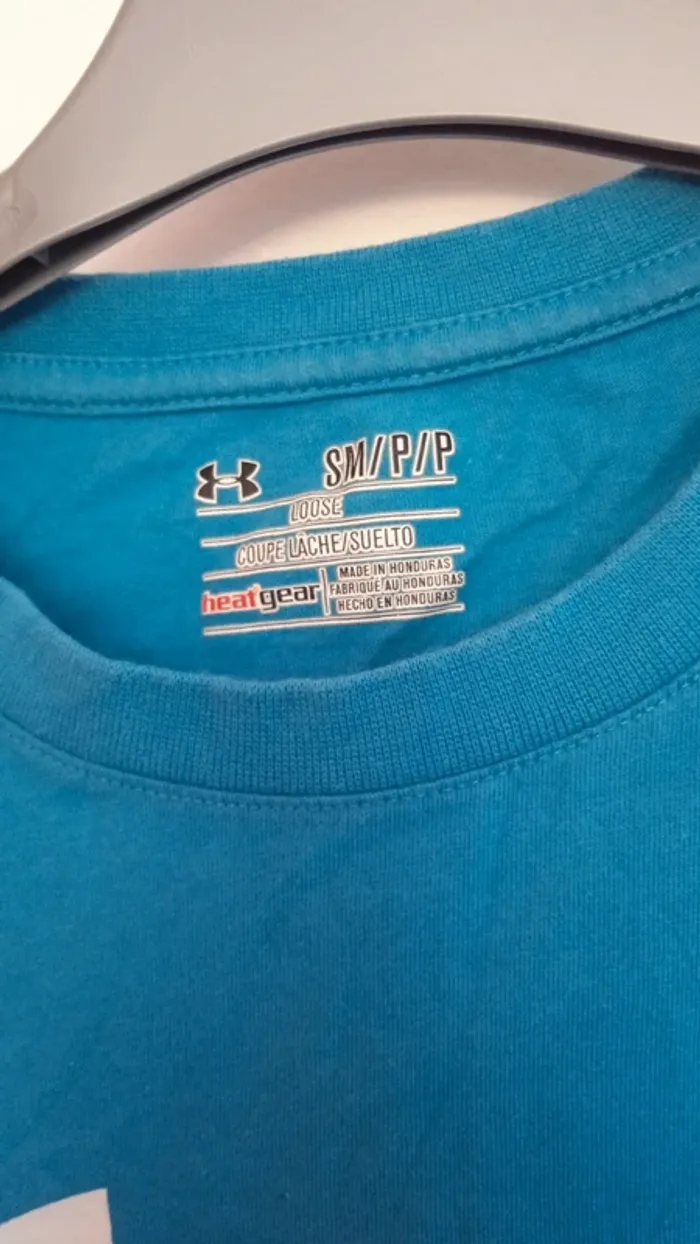 SM/P/P
LOOSE
COUPE LÂCHE/SUELTO
heatgear
MADE IN HONDURAS
FABRIQUÉ AU HONDURAS
HECHO EN HONDURAS